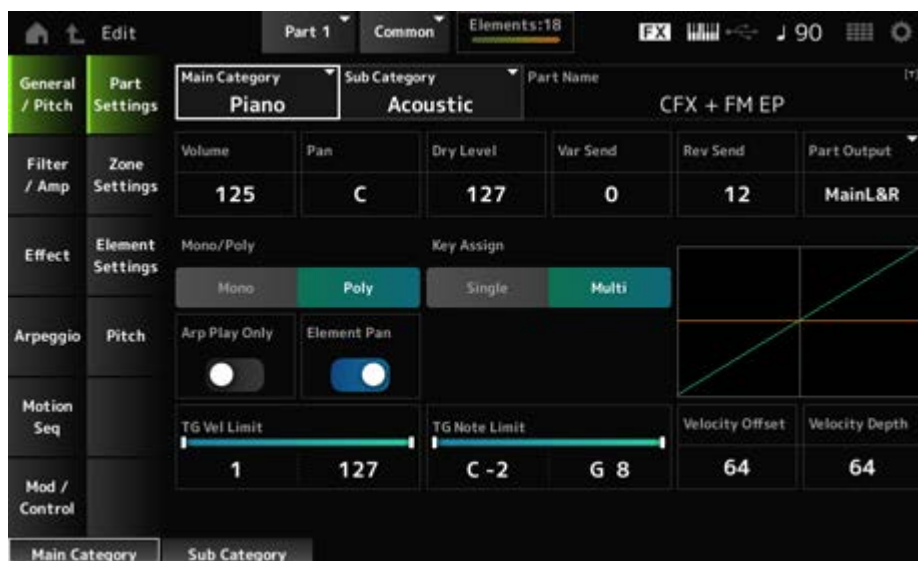 Edit Part 1 Common Elements:18 FX ♩ 90
General / Pitch
Part Settings
Main Category
Piano
Sub Category
Acoustic
Part Name
CFX + FM EP
Filter / Amp
Zone Settings
Volume Pan Dry Level Var Send Rev Send Part Output
125 C 127 0 12 MainL&R
Effect
Element Settings
Mono/Poly
Key Assign
Mono Poly Single Multi
Arpeggio
Pitch
Arp Play Only Element Pan
Motion Seq
TG Vel Limit TG Note Limit Velocity Offset Velocity Depth
1 127 C -2 G 8 64 64
Mod / Control
Main Category Sub Category